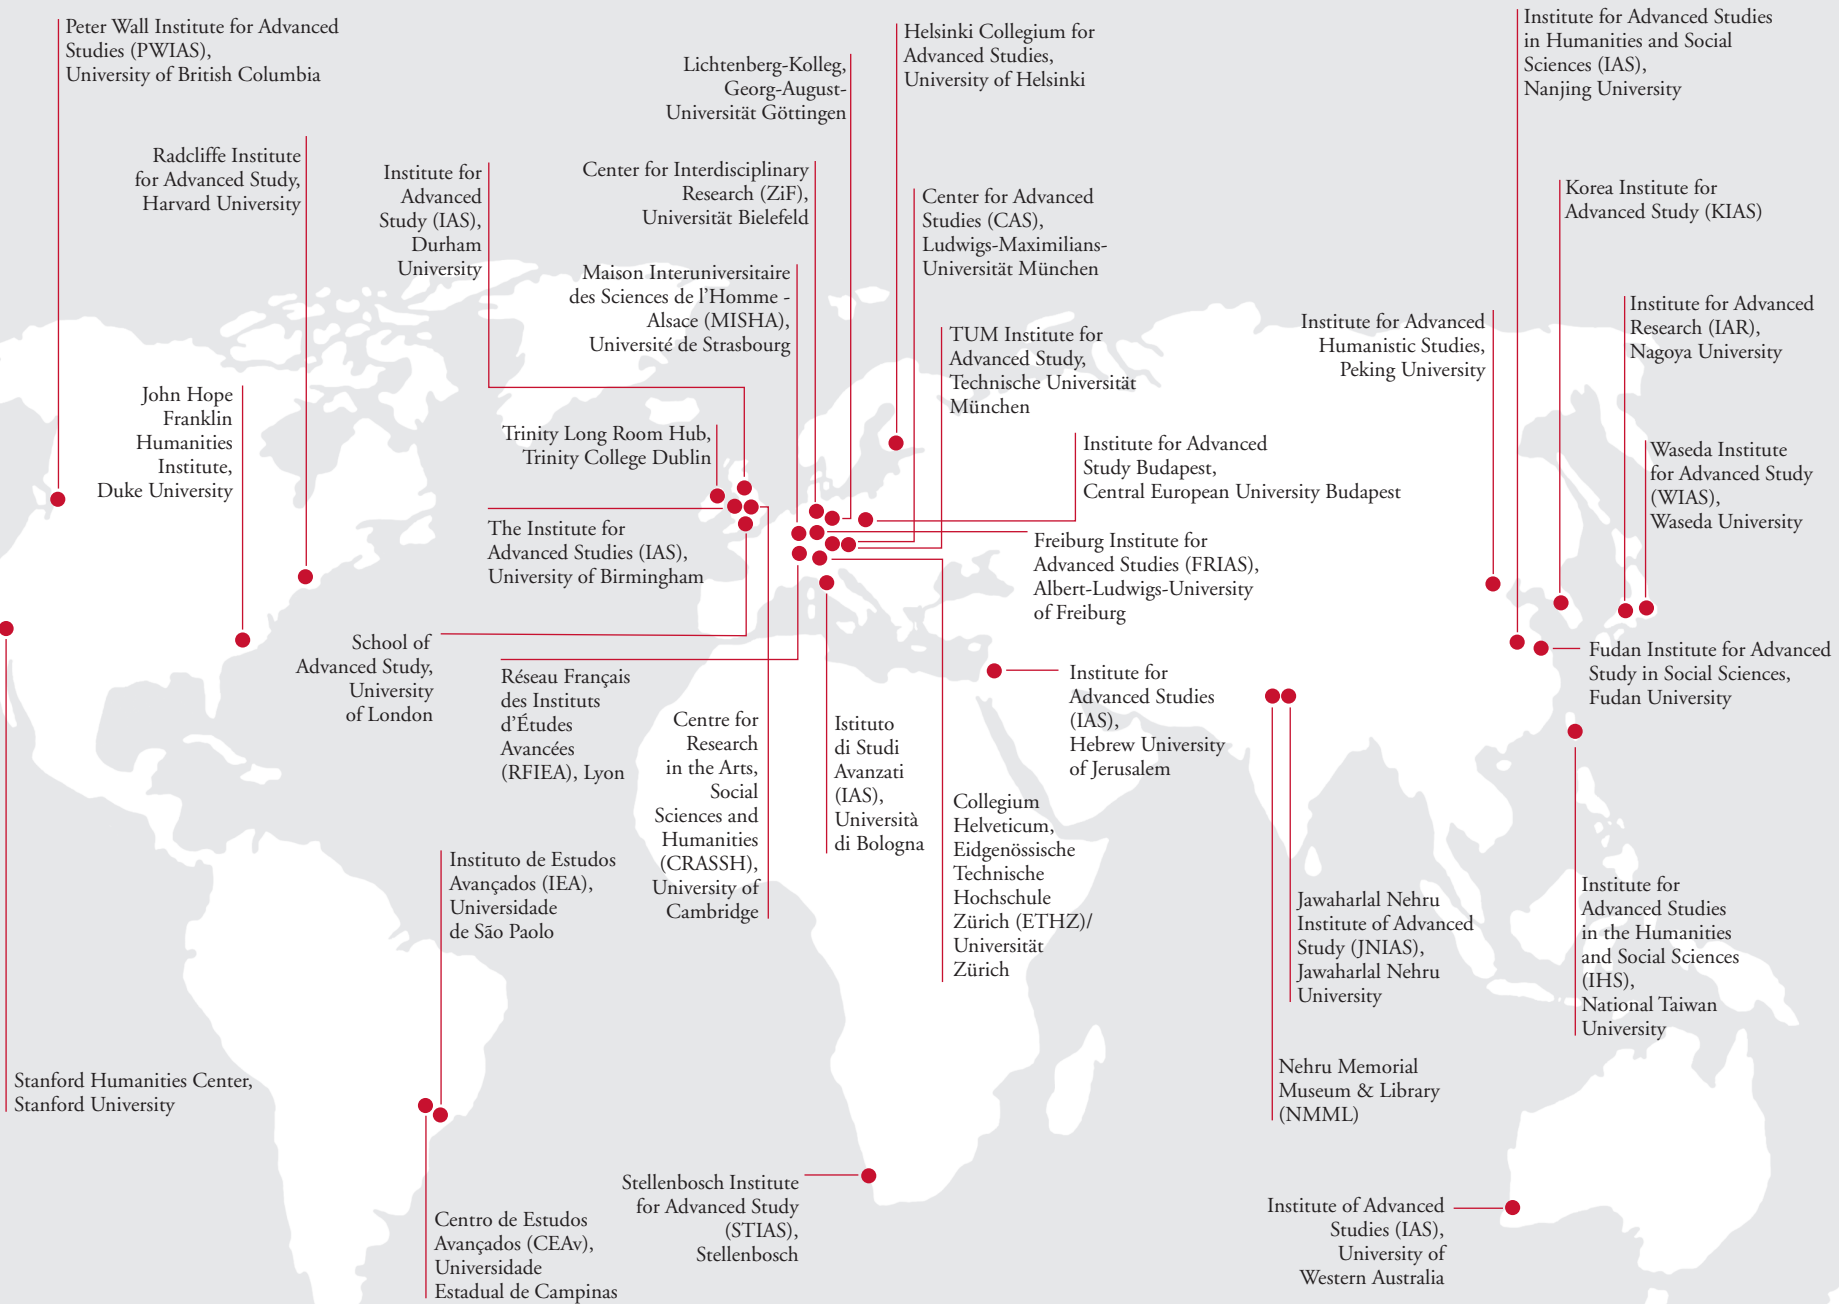 Peter Wall Institute for Advanced
Studies (PWIAS),
University of British Columbia
Radcliffe Institute
for Advanced Study,
Harvard University
John Hope
Franklin
Humanities
Institute,
Duke University
Stanford Humanities Center,
Stanford University
Institute for
Advanced
Study (IAS),
Durham
University
Lichtenberg-Kolleg,
Georg-August-
Universität Göttingen
Center for Interdisciplinary
Research (ZiF),
Universität Bielefeld
Maison Interuniversitaire
des Sciences de l’Homme -
Alsace (MISHA),
Université de Strasbourg
Trinity Long Room Hub,
Trinity College Dublin
The Institute for
Advanced Studies (IAS),
University of Birmingham
School of
Advanced Study,
University
of London
Réseau Français
des Instituts
d’Études
Avancées
(RFIEA), Lyon
Centre for
Research
in the Arts,
Social
Sciences and
Humanities
(CRASSH),
University of
Cambridge
Istituto
di Studi
Avanzati
(IAS),
Università
di Bologna
Helsinki Collegium for
Advanced Studies,
University of Helsinki
Center for Advanced
Studies (CAS),
Ludwigs-Maximilians-
Universität München
TUM Institute for
Advanced Study,
Technische Universität
München
Institute for Advanced
Study Budapest,
Central European University Budapest
Freiburg Institute for
Advanced Studies (FRIAS),
Albert-Ludwigs-University
of Freiburg
Institute for
Advanced Studies
(IAS),
Hebrew University
of Jerusalem
Collegium
Helveticum,
Eidgenössische
Technische
Hochschule
Zürich (ETHZ)/
Universität
Zürich
Instituto de Estudos
Avançados (IEA),
Universidade
de São Paolo
Centro de Estudos
Avançados (CEAv),
Universidade
Estadual de Campinas
Stellenbosch Institute
for Advanced Study
(STIAS),
Stellenbosch
Institute for Advanced Studies
in Humanities and Social
Sciences (IAS),
Nanjing University
Korea Institute for
Advanced Study (KIAS)
Institute for Advanced
Humanistic Studies,
Peking University
Institute for Advanced
Research (IAR),
Nagoya University
Waseda Institute
for Advanced Study
(WIAS),
Waseda University
Fudan Institute for Advanced
Study in Social Sciences,
Fudan University
Jawaharlal Nehru
Institute of Advanced
Study (JNIAS),
Jawaharlal Nehru
University
Nehru Memorial
Museum & Library
(NMML)
Institute for
Advanced Studies
in the Humanities
and Social Sciences
(IHS),
National Taiwan
University
Institute of Advanced
Studies (IAS),
University of
Western Australia